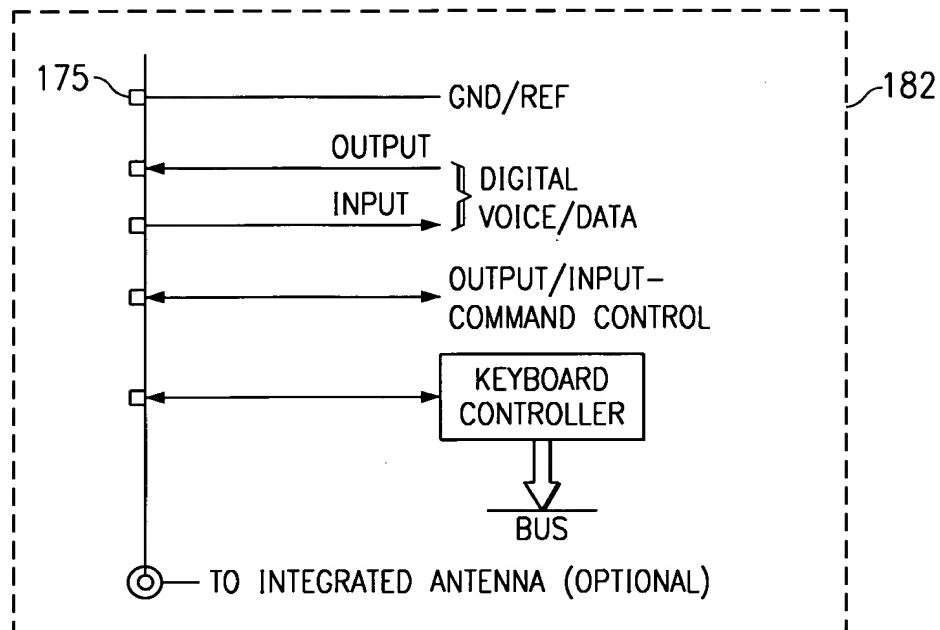 175
GND/REF
182
OUTPUT
DIGITAL
VOICE/DATA
INPUT
OUTPUT/INPUT-
COMMAND CONTROL
KEYBOARD
CONTROLLER
BUS
TO INTEGRATED ANTENNA (OPTIONAL)